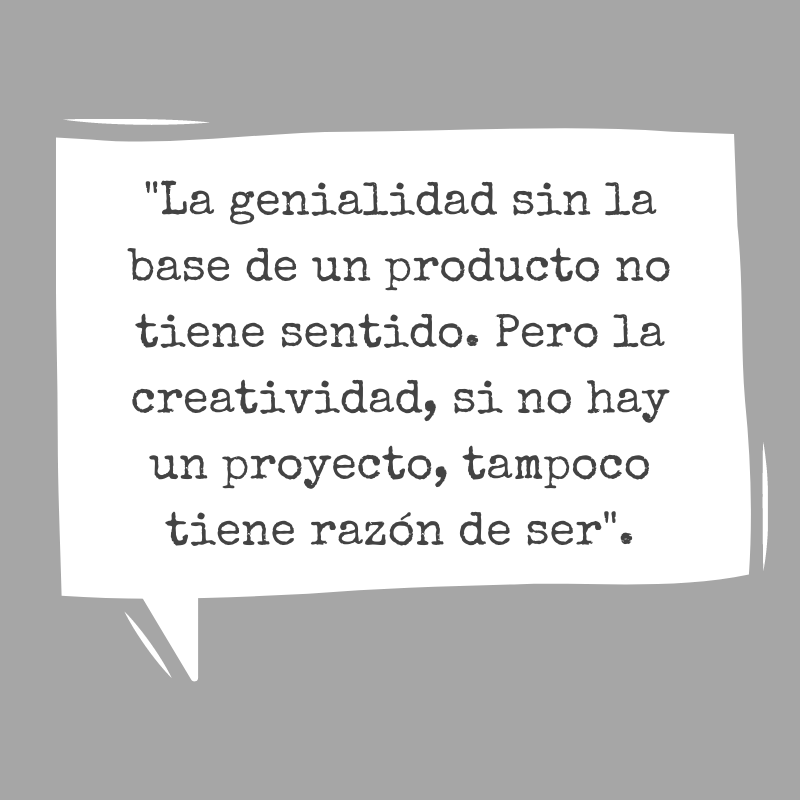 "La genialidad sin la
base de un producto no
tiene sentido. Pero la
creatividad, si no hay
un proyecto, tampoco
tiene razón de ser".